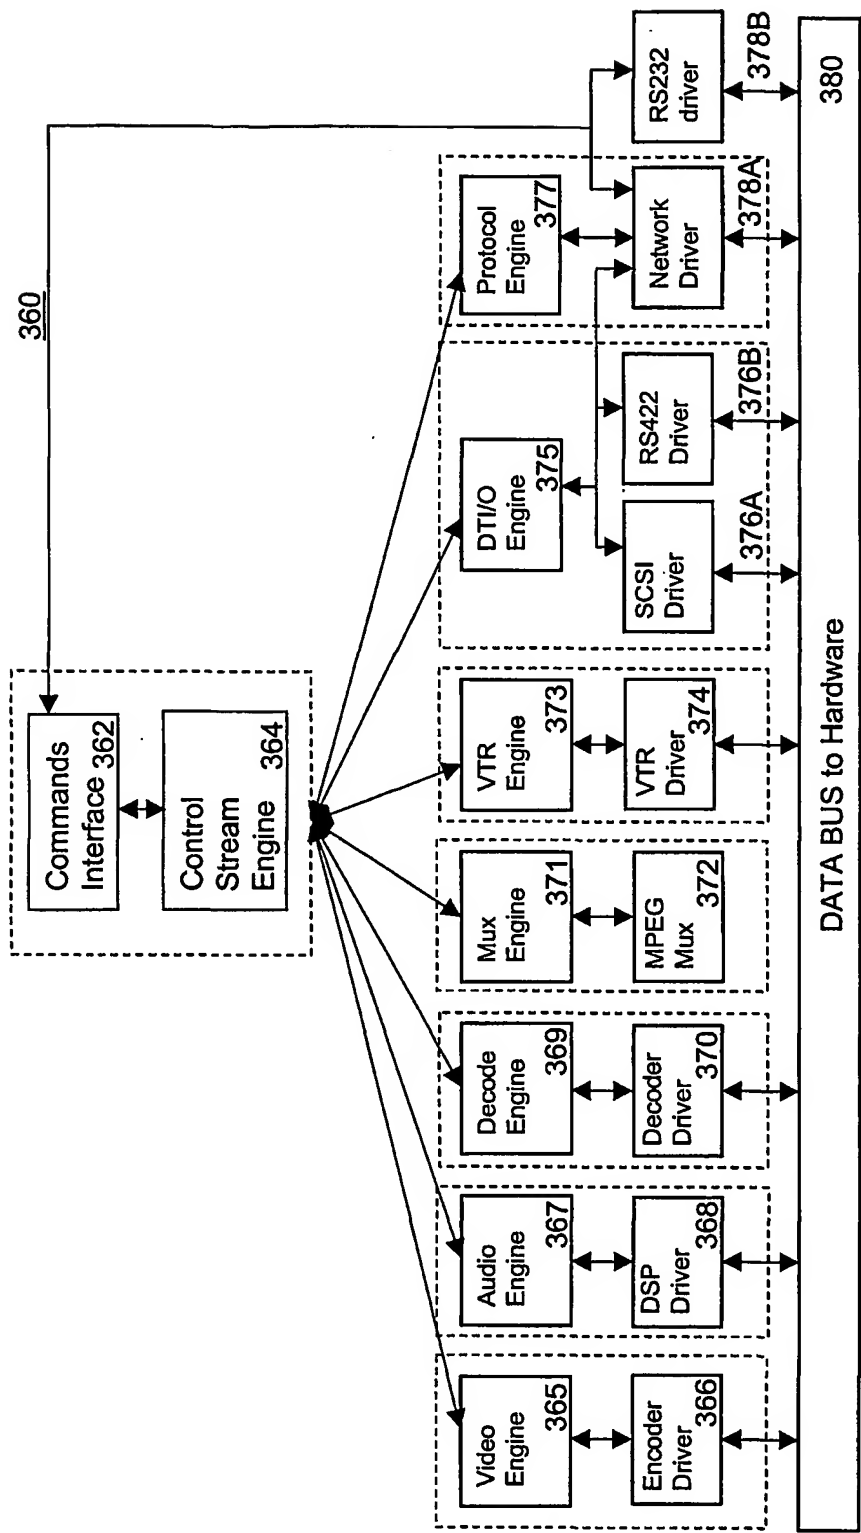 360
Commands
Interface 362
Control
Stream
Engine 364
Video
Engine
365
Audio
Engine
367
Decode
Engine
369
Mux
Engine
371
VTR
Engine
373
DTI/O
Engine
375
Protocol
Engine
377
Encoder
Driver
366
DSP
Driver
368
Decoder
Driver
370
MPEG
Mux
372
VTR
Driver
374
SCSI
Driver
376A
RS422
Driver
376B
Network
Driver
378A
RS232
driver
378B
DATA BUS to Hardware
380